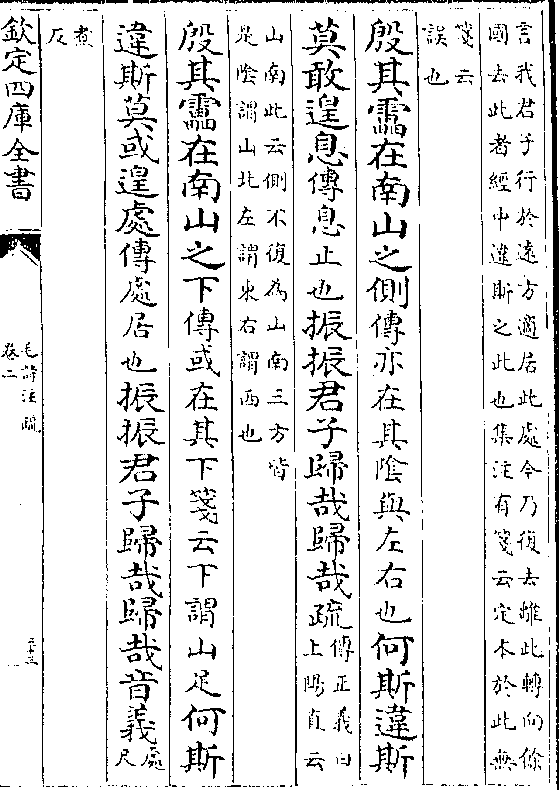 言我君子行於遠方適居此處今乃復去離此轉向餘
國去此者經中違斯之此也集注有箋云定本於此無
箋云
誤也
殷其靁在南山之側傳亦在其陰與左右也何斯違斯
莫敢遑息傳息止也振振君子歸哉歸哉疏傳正義曰
上陽直云
山南此云側不復為山南三方皆
是陰謂山北左謂東右謂西也
殷其靁在南山之下傳或在其下箋云下謂山足何斯
違斯莫或遑處傳處居也振振君子歸哉歸哉音義處
尺
煮
反
欽定四庫全書
毛詩注疏
卷二
三十三